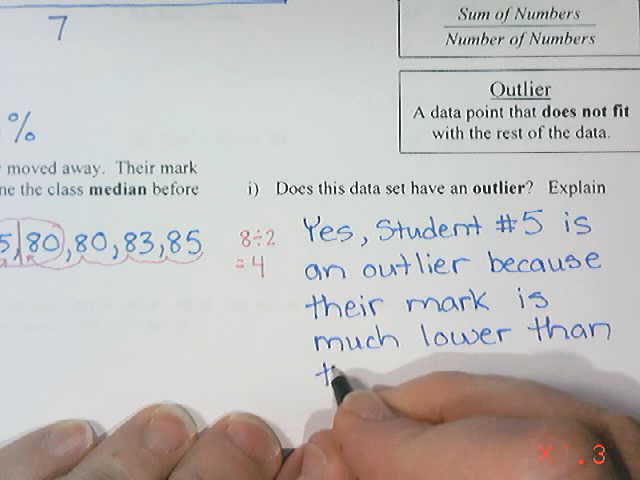 Sum of Numbers
Number of Numbers
7
Outlier
A data point that does not fit
with the rest of the data.
%
moved away. Their mark
ne the class median before
i) Does this data set have an outlier? Explain
5, 80, 80, 83, 85
8÷2
=4
Yes, Student #5 is
an outlier because
their mark is
much lower than
t
x1.3